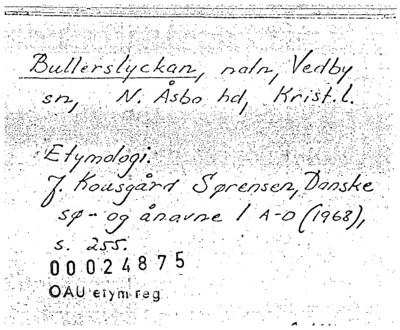 Bullerslyckan, naln, Vedby
sn, N. Åsbo hd, Krist. l.
Etymologi.
J. Kousgård Sørensen, Danske
sø- og ånavne 1 A-D (1968),
s. 255.
00024875
OAU etym reg